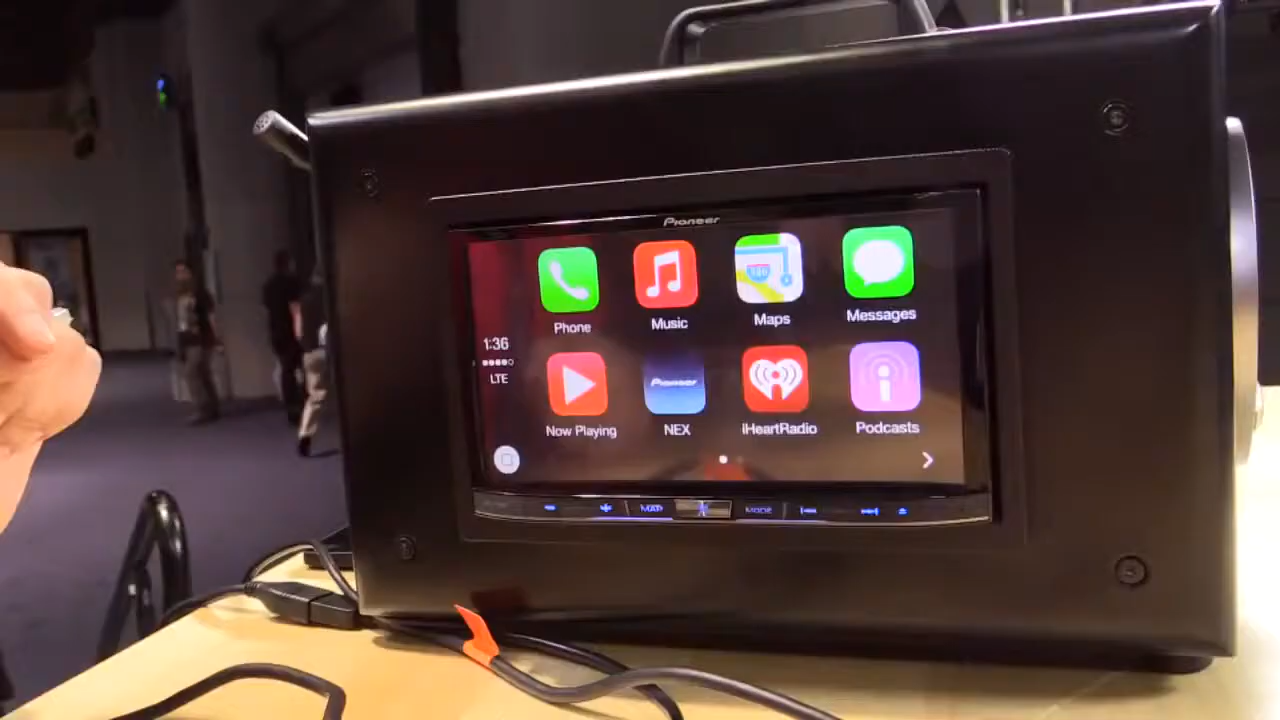 Pioneer
Phone Music Maps Messages
1:36
LTE
Pioneer
Now Playing NEX iHeartRadio Podcasts
MAP MODE